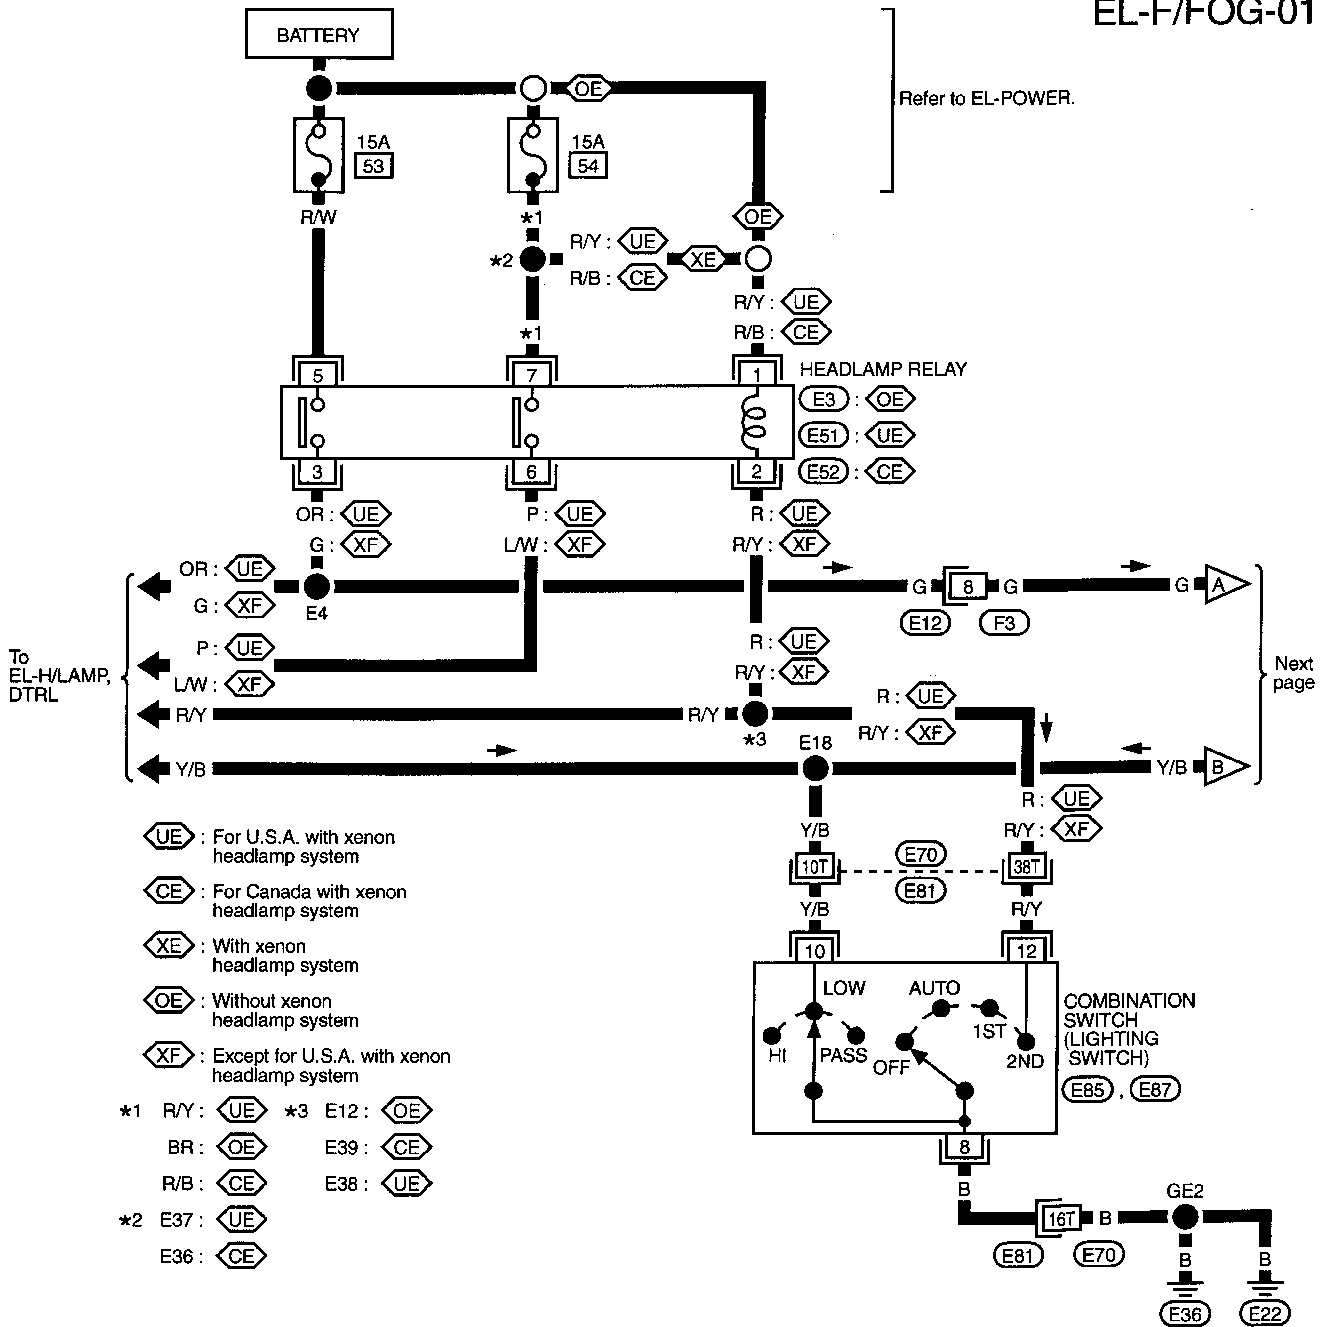 EL-F/FOG-01
BATTERY
OE
Refer to EL-POWER.
15A
53
15A
54
R/W
*1
OE
*2
R/Y : UE
R/B : CE
XE
R/Y : UE
R/B : CE
*1
5
7
1
HEADLAMP RELAY
E3 : OE
E51 : UE
E52 : CE
3
6
2
OR : UE
G : XF
P : UE
L/W : XF
R : UE
R/Y : XF
OR : UE
G : XF
E4
G
8
G
G
A
E12
F3
To
EL-H/LAMP,
DTRL
P : UE
L/W : XF
R : UE
R/Y : XF
Next
page
R/Y
R/Y
*3
R : UE
R/Y : XF
E18
Y/B
Y/B
B
R : UE
R/Y : XF
Y/B
10T
E70
E81
38T
Y/B
R/Y
10
12
LOW
HI
PASS
AUTO
1ST
OFF
2ND
COMBINATION
SWITCH
(LIGHTING
SWITCH)
E85 , E87
8
B
16T
B
GE2
E81
E70
B
B
E36
E22
UE : For U.S.A. with xenon
headlamp system
CE : For Canada with xenon
headlamp system
XE : With xenon
headlamp system
OE : Without xenon
headlamp system
XF : Except for U.S.A. with xenon
headlamp system
*1 R/Y : UE *3 E12 : OE
BR : OE E39 : CE
R/B : CE E38 : UE
*2 E37 : UE
E36 : CE